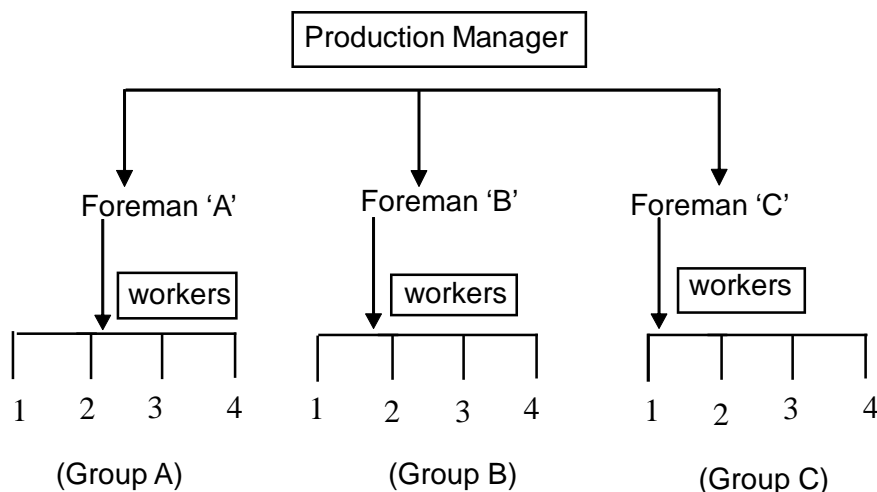 Production Manager
Foreman ‘A’ Foreman ‘B’ Foreman ‘C’
workers workers workers
1 2 3 4 1 2 3 4 1 2 3 4
(Group A) (Group B) (Group C)